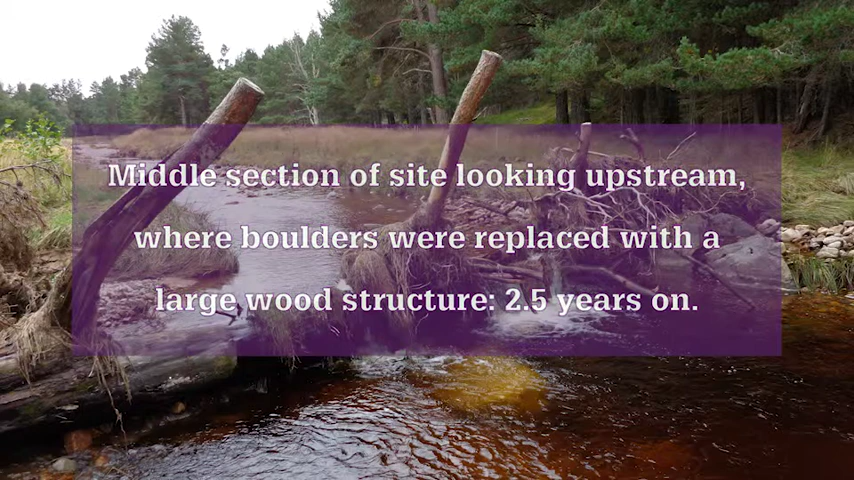 Middle section of site looking upstream,
where boulders were replaced with a
large wood structure: 2.5 years on.